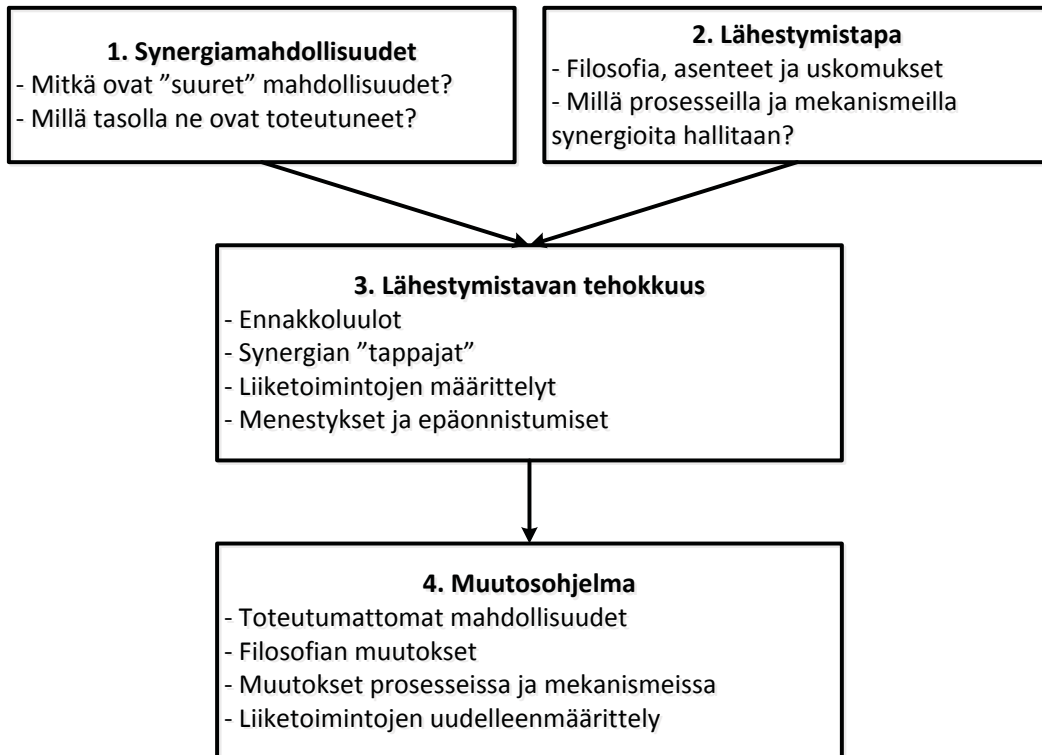 1. Synergiamahdollisuudet
- Mitkä ovat ”suuret” mahdollisuudet?
- Millä tasolla ne ovat toteutuneet?
2. Lähestymistapa
- Filosofia, asenteet ja uskomukset
- Millä prosesseilla ja mekanismeilla
synergioita hallitaan?
3. Lähestymistavan tehokkuus
- Ennakkoluulot
- Synergian ”tappajat”
- Liiketoimintojen määrittelyt
- Menestykset ja epäonnistumiset
4. Muutosohjelma
- Toteutumattomat mahdollisuudet
- Filosofian muutokset
- Muutokset prosesseissa ja mekanismeissa
- Liiketoimintojen uudelleenmäärittely